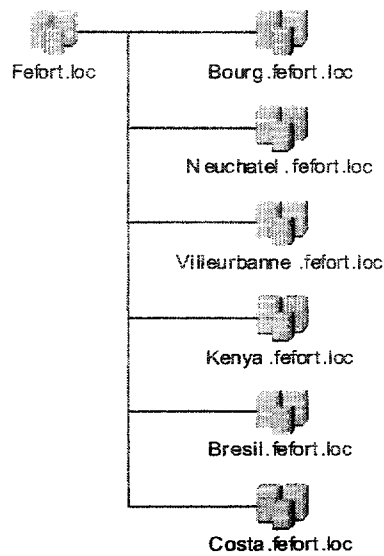 Fefort.loc
Bourg.fefort.loc
Neuchatel .fefort.loc
Villeurbanne .fefort.loc
Kenya .fefort.loc
Bresil.fefort.loc
Costa.fefort.loc